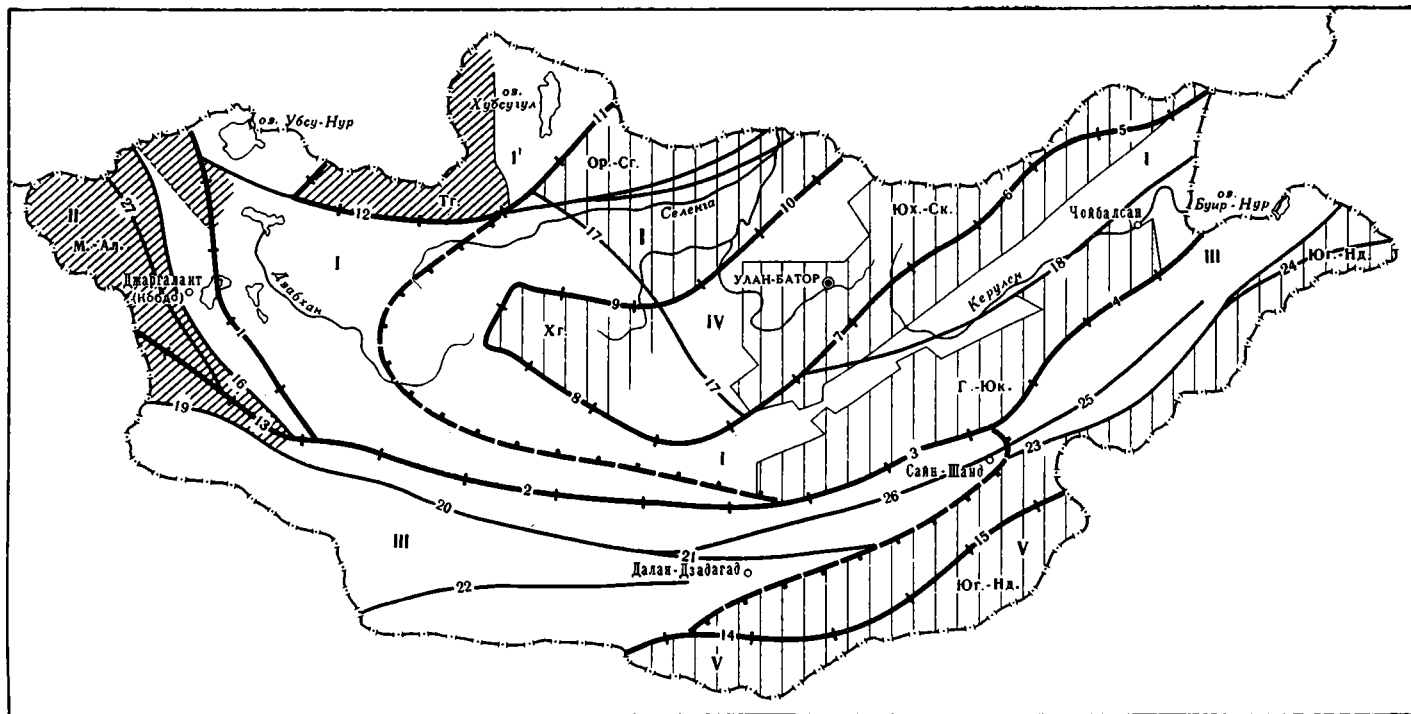 оз. Убсу-Нур
оз.
Хубсугул
11
I'
Ор.-Сг.
5
I
12
Тг.
Селенга
10
Юх.-Ск.
6
Чойбалсан
оз.
Буир-Нур
II
27
М.-Ал.
I
17
I
18
III
Юг.-Нд.
24
Джаргалант
Дзабхан
УЛАН-БАТОР
Керулен
9
IV
4
1
Хг.
7
16
17
Г.-Юк.
25
19
13
8
I
3
23
Сайн-Шанд
2
26
20
III
21
15
V
Далан-Дзадагад
22
Юг.-Нд.
14
V